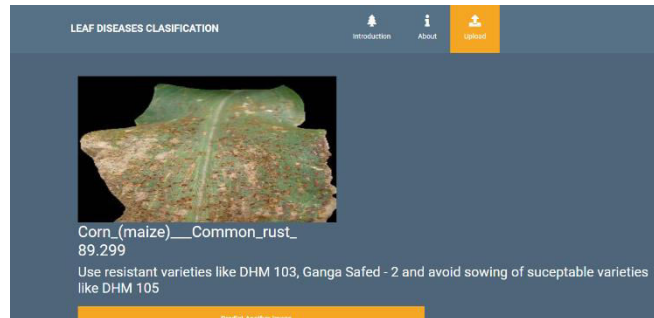 LEAF DISEASES CLASIFICATION
Introduction
About
Upload
Corn_(maize)___Common_rust_
89.299
Use resistant varieties like DHM 103, Ganga Safed - 2 and avoid sowing of suceptable varieties
like DHM 105